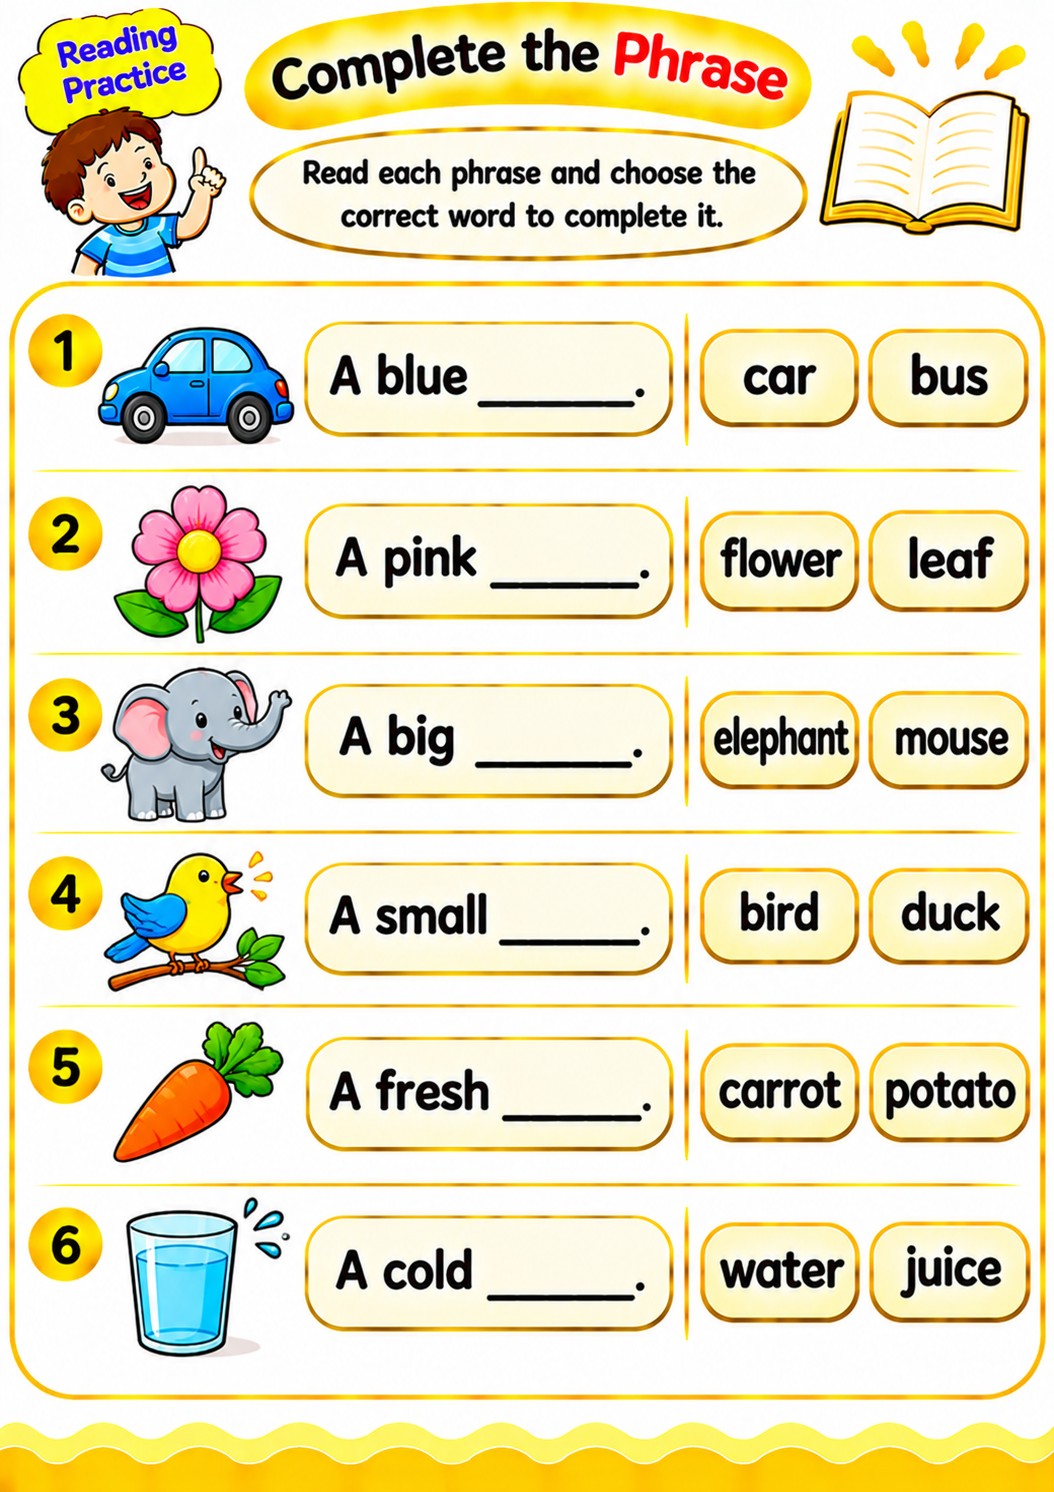 Reading
Practice
Complete the Phrase
Read each phrase and choose the
correct word to complete it.
1
A blue ______.
car
bus
2
A pink ______.
flower
leaf
3
A big ______.
elephant
mouse
4
A small ______.
bird
duck
5
A fresh ______.
carrot
potato
6
A cold ______.
water
juice